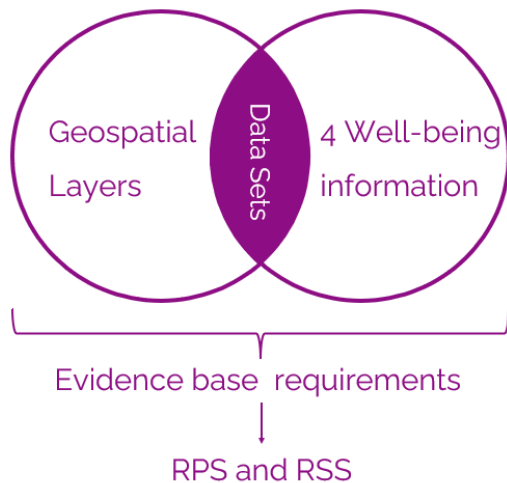 Geospatial
Layers
Data Sets
4 Well-being
information
Evidence base requirements
RPS and RSS